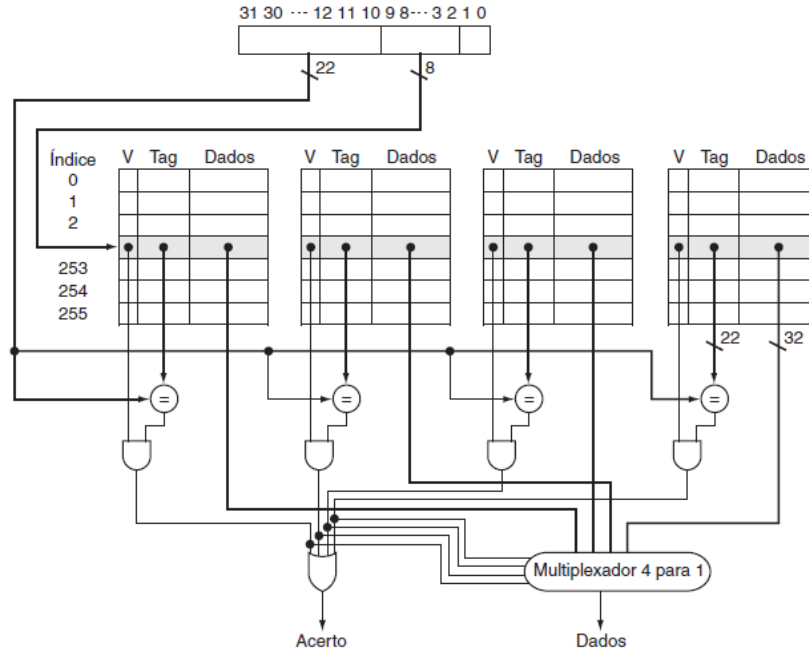 31 30 ··· 12 11 10 9 8 ··· 3 2 1 0
22 8
Índice V Tag Dados V Tag Dados V Tag Dados V Tag Dados
0
1
2
253
254
255
22 32
= = = =
Multiplexador 4 para 1
Acerto Dados